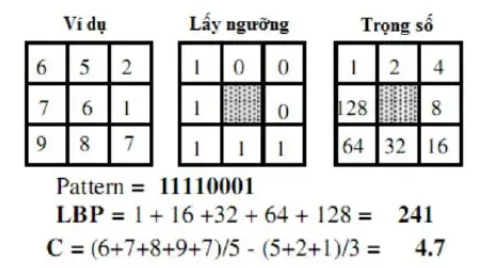 Ví dụ Lấy ngưỡng Trọng số
6 5 2 1 0 0 1 2 4
7 6 1 1 0 128 8
9 8 7 1 1 1 64 32 16
Pattern = 11110001
LBP = 1 + 16 +32 + 64 + 128 = 241
C = (6+7+8+9+7)/5 - (5+2+1)/3 = 4.7